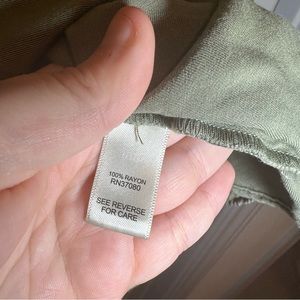 100% RAYON
RN37080
SEE REVERSE
FOR CARE